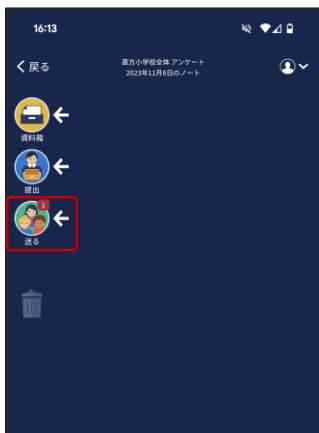 16:13
戻る
直方小学校全体 アンケート
2023年11月6日のノート
資料箱
提出
1
送る